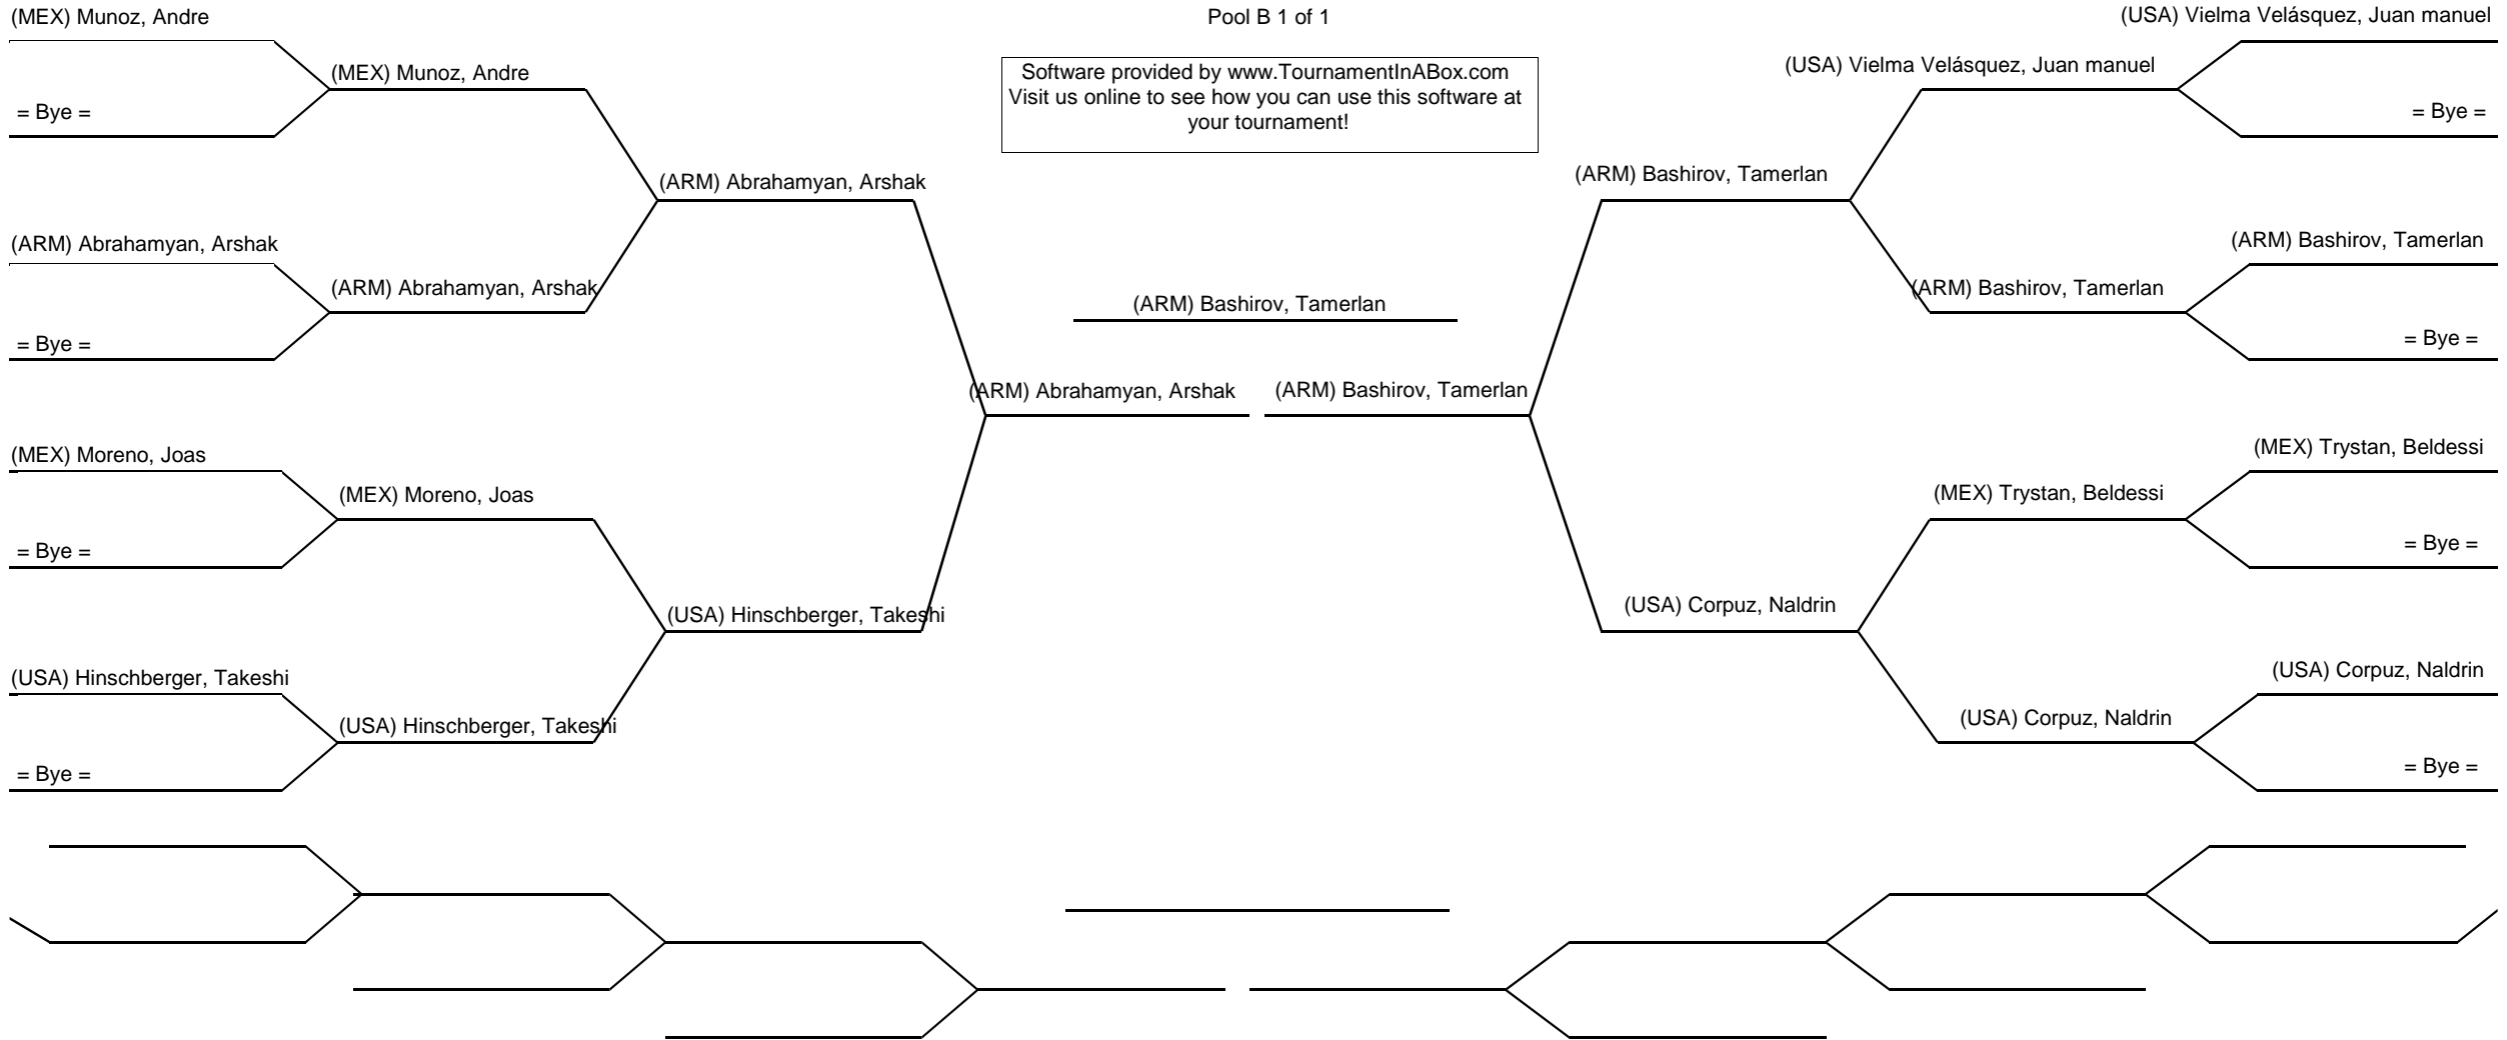 (MEX) Munoz, Andre
Pool B 1 of 1
(USA) Vielma Velásquez, Juan manuel
(MEX) Munoz, Andre
Software provided by www.TournamentInABox.com
Visit us online to see how you can use this software at
your tournament!
(USA) Vielma Velásquez, Juan manuel
= Bye =
= Bye =
(ARM) Abrahamyan, Arshak
(ARM) Bashirov, Tamerlan
(ARM) Abrahamyan, Arshak
(ARM) Bashirov, Tamerlan
(ARM) Abrahamyan, Arshak
(ARM) Bashirov, Tamerlan
(ARM) Bashirov, Tamerlan
= Bye =
= Bye =
(ARM) Abrahamyan, Arshak
(ARM) Bashirov, Tamerlan
(MEX) Moreno, Joas
(MEX) Trystan, Beldessi
(MEX) Moreno, Joas
(MEX) Trystan, Beldessi
= Bye =
= Bye =
(USA) Hinschberger, Takeshi
(USA) Corpuz, Naldrin
(USA) Hinschberger, Takeshi
(USA) Corpuz, Naldrin
(USA) Hinschberger, Takeshi
(USA) Corpuz, Naldrin
= Bye =
= Bye =